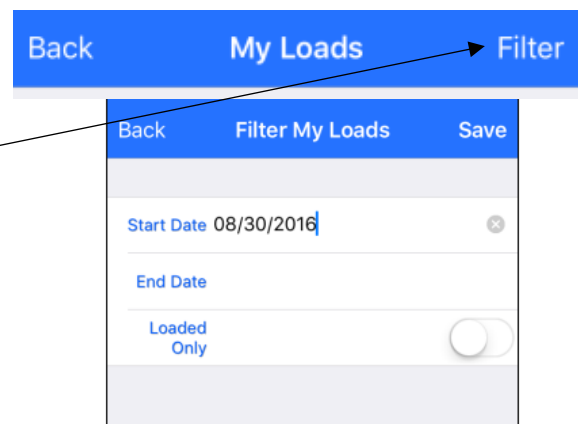 Back My Loads Filter
Back Filter My Loads Save
Start Date 08/30/2016
End Date
Loaded
Only